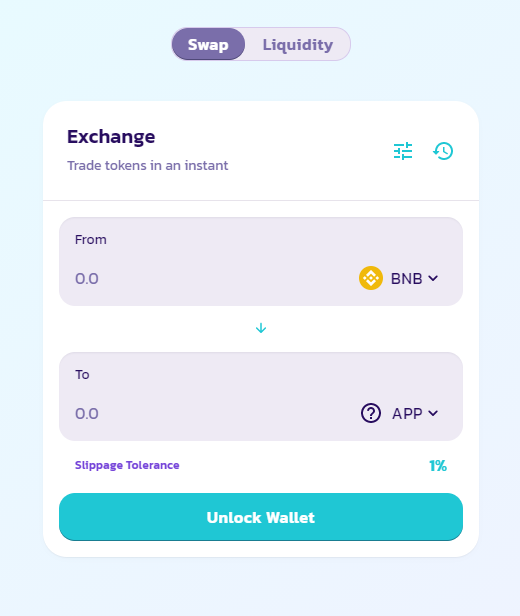 Swap Liquidity
Exchange
Trade tokens in an instant
From
0.0 BNB
To
0.0 APP
Slippage Tolerance 1%
Unlock Wallet